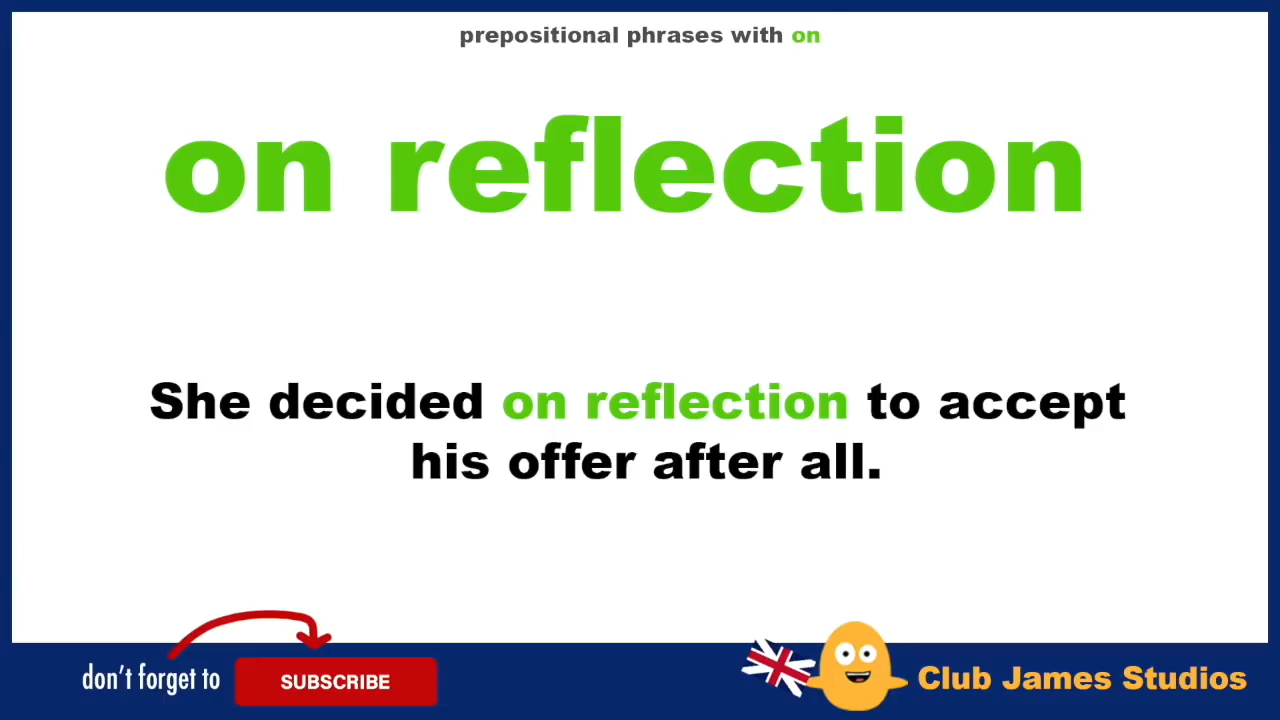 prepositional phrases with on
on reflection
She decided on reflection to accept
his offer after all.
don't forget to
SUBSCRIBE
Club James Studios